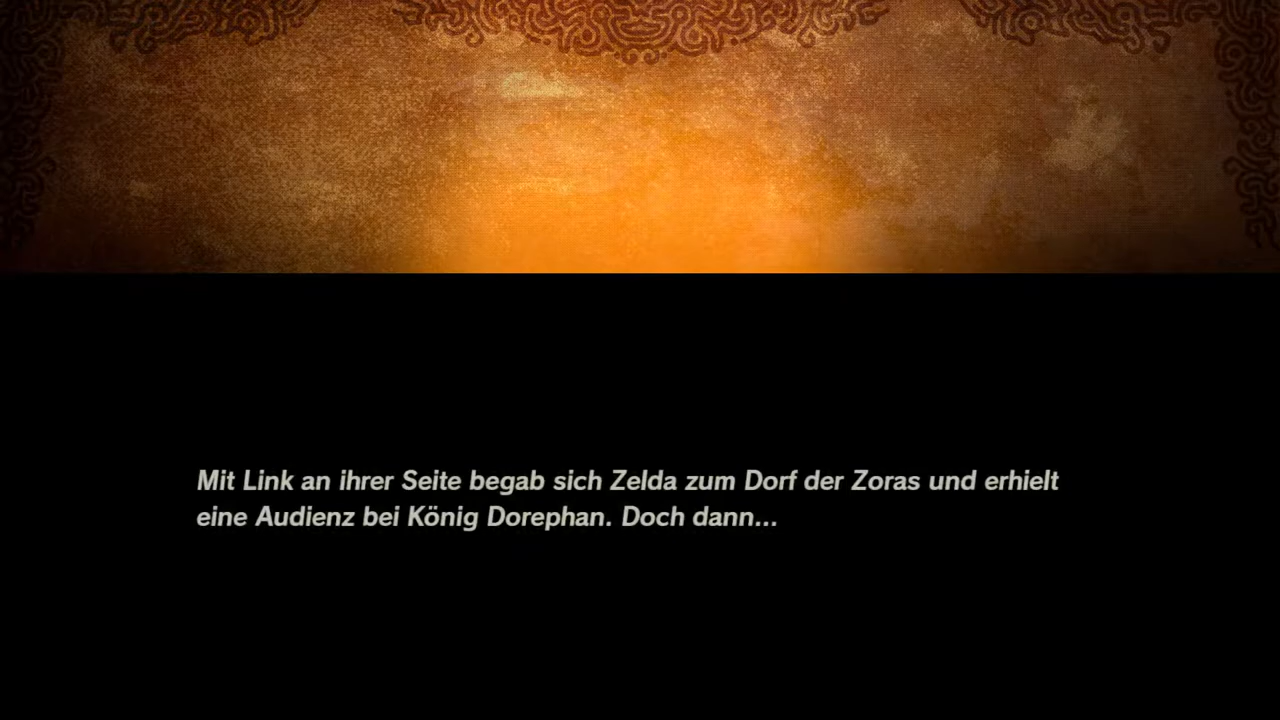 Mit Link an ihrer Seite begab sich Zelda zum Dorf der Zoras und erhielt
eine Audienz bei König Dorephan. Doch dann...